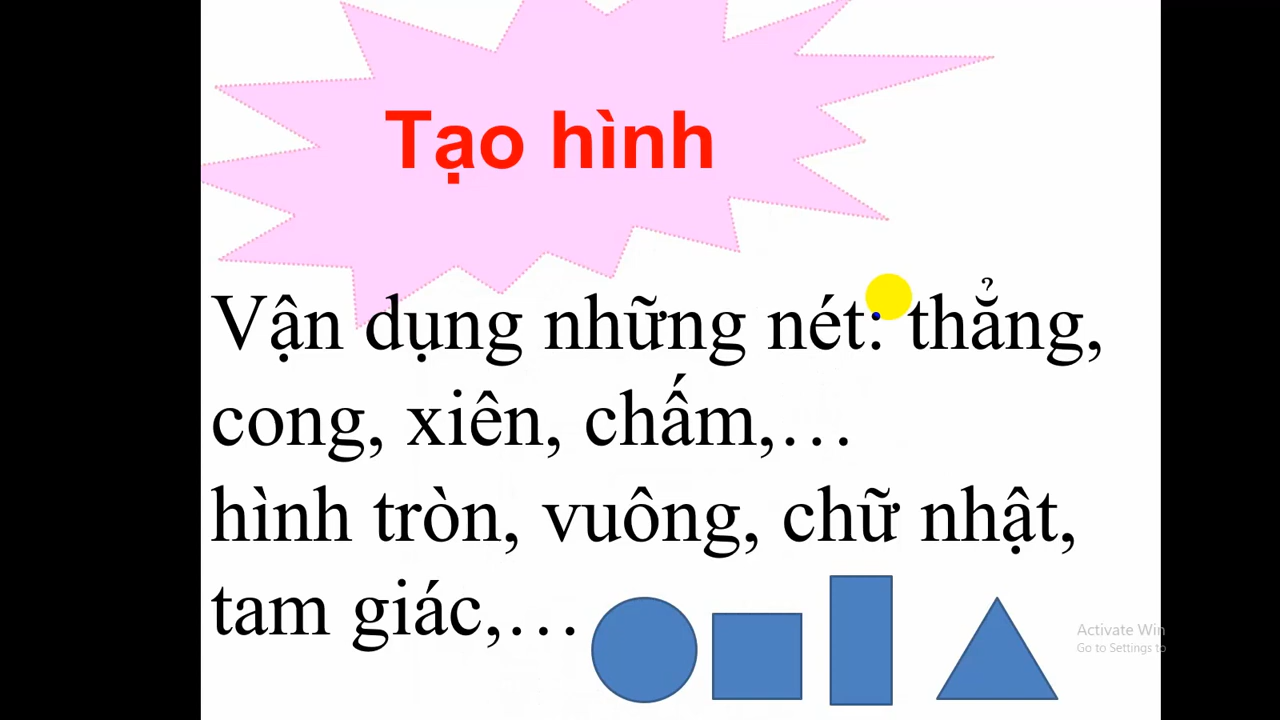 Tạo hình
Vận dụng những nét: thẳng,
cong, xiên, chấm,…
hình tròn, vuông, chữ nhật,
tam giác,…
Activate Win
Go to Settings to